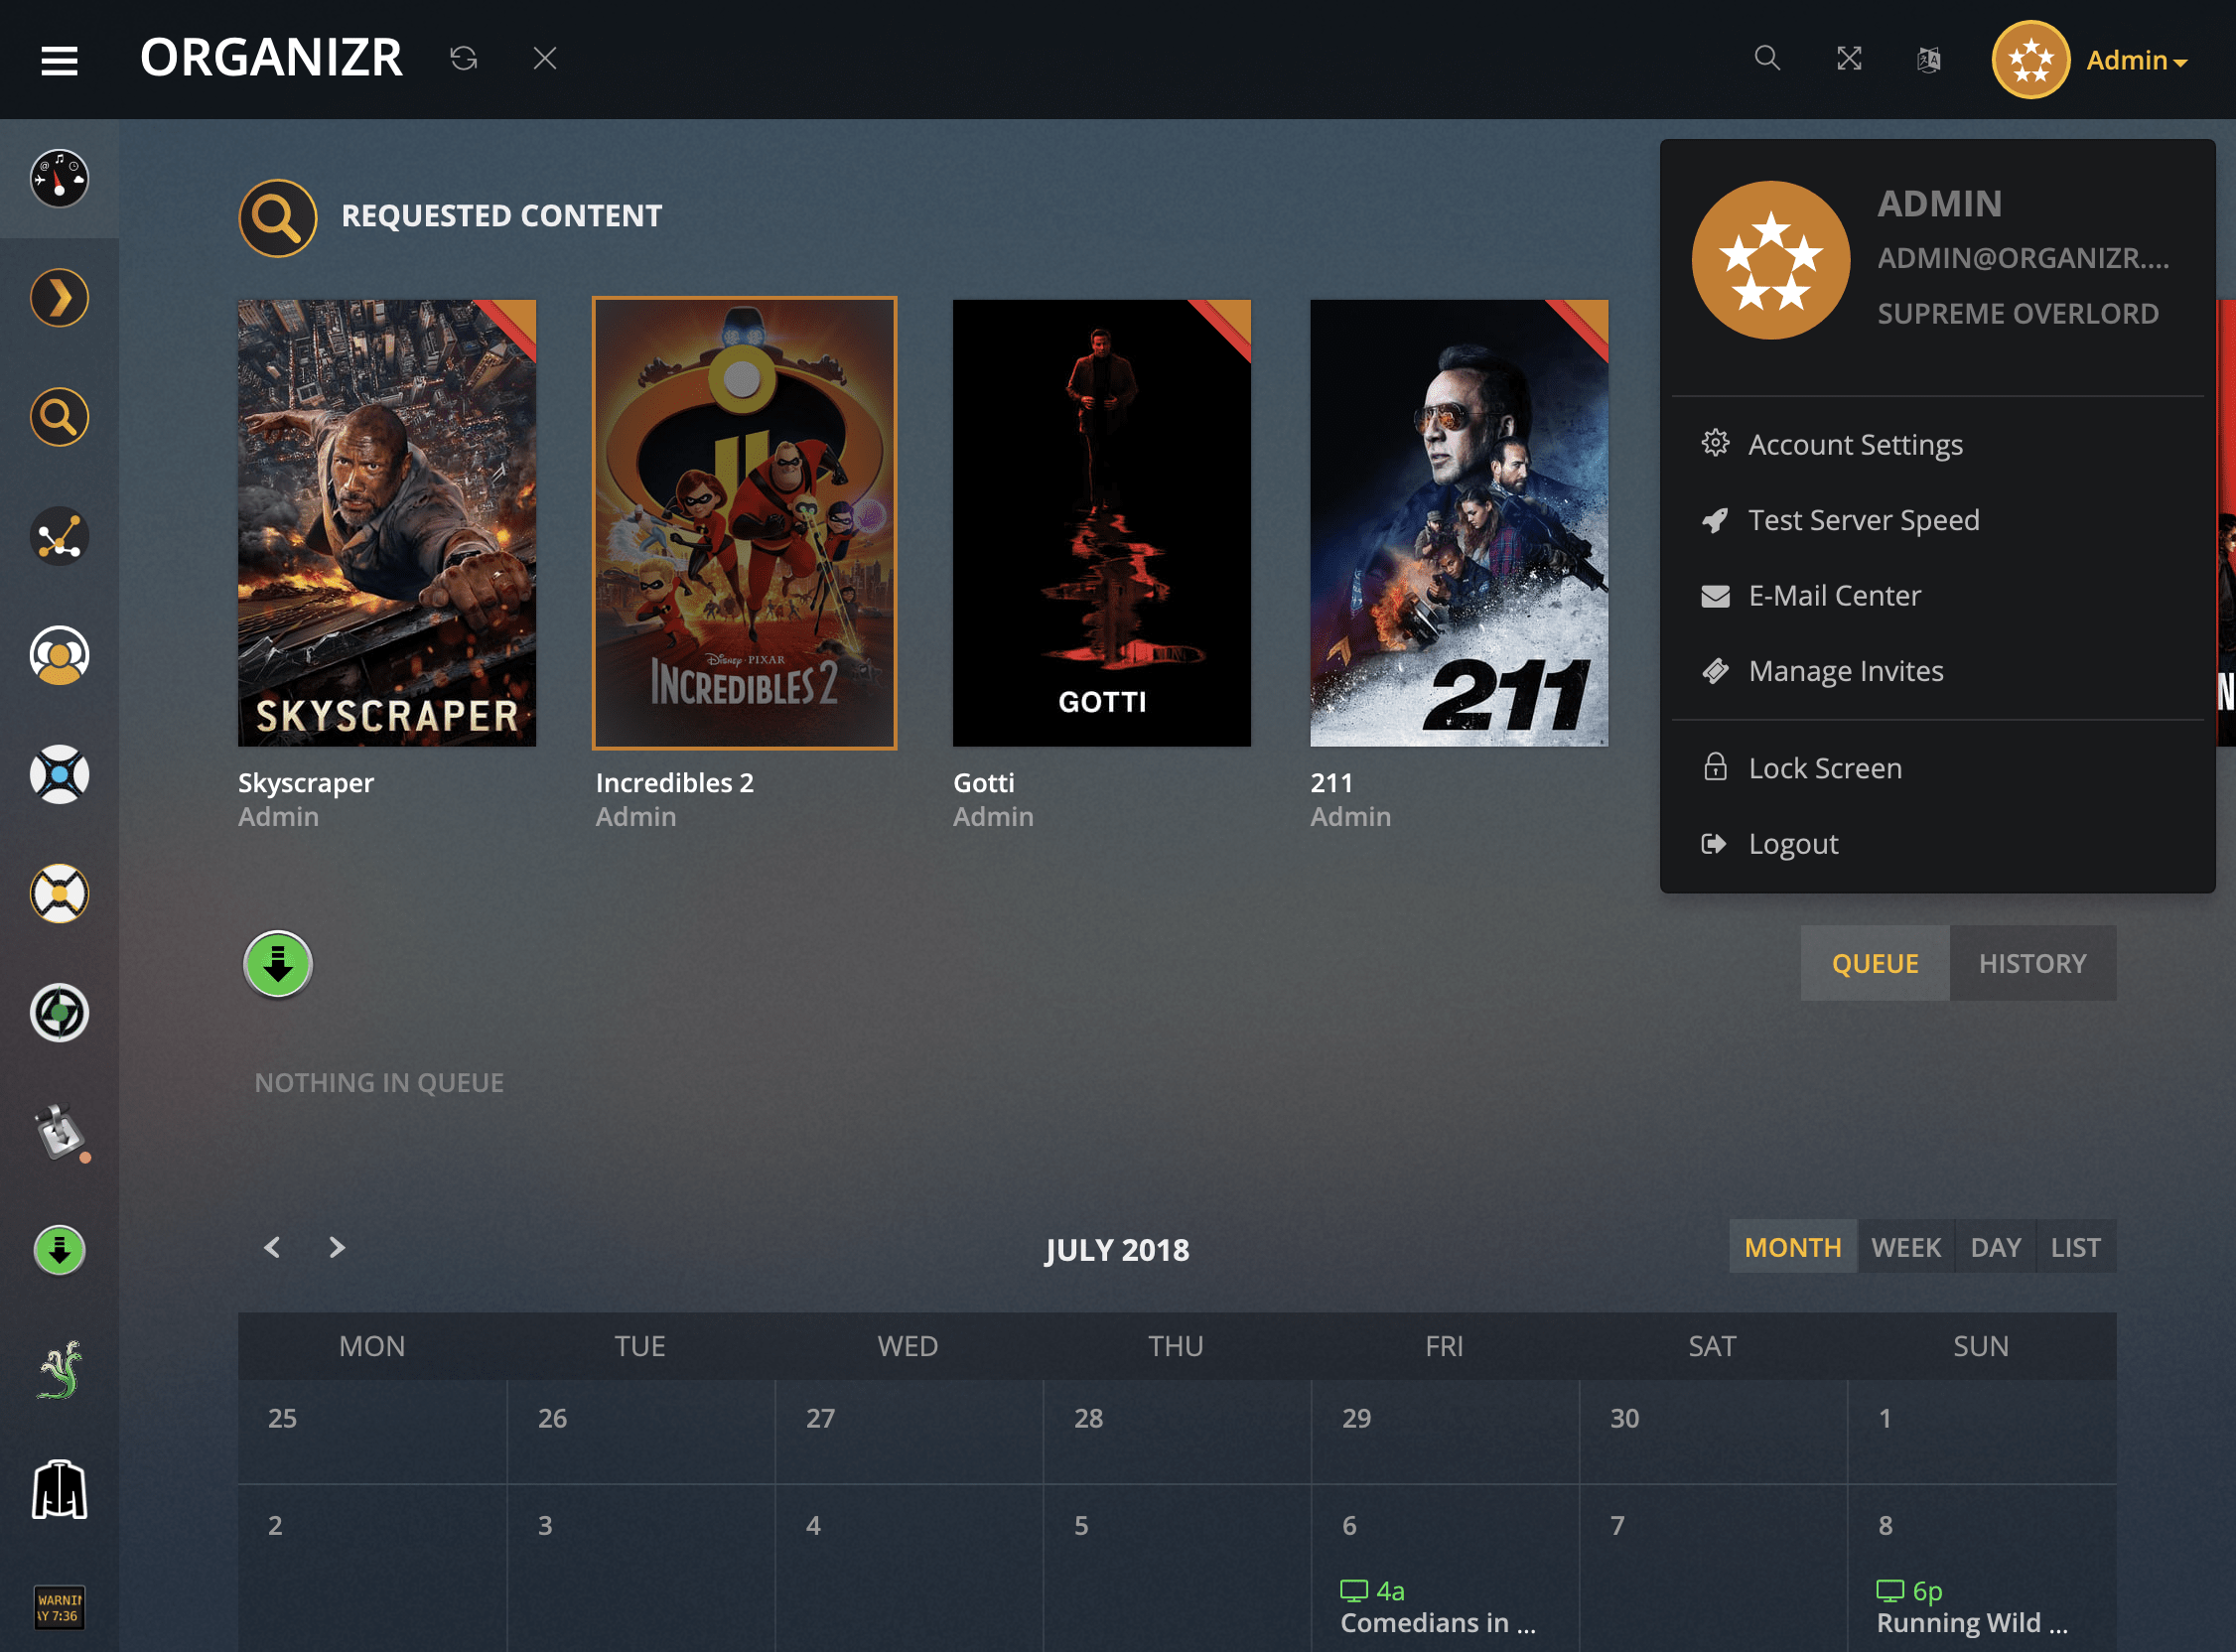 ORGANIZR
Admin
REQUESTED CONTENT
ADMIN
ADMIN@ORGANIZR....
SUPREME OVERLORD
Account Settings
Test Server Speed
E-Mail Center
Manage Invites
Lock Screen
Logout
SKYSCRAPER
DISNEY · PIXAR
INCREDIBLES 2
GOTTI
211
Skyscraper
Admin
Incredibles 2
Admin
Gotti
Admin
211
Admin
QUEUE
HISTORY
NOTHING IN QUEUE
JULY 2018
MONTH WEEK DAY LIST
MON TUE WED THU FRI SAT SUN
25 26 27 28 29 30 1
2 3 4 5 6 7 8
4a
Comedians in ...
6p
Running Wild ...
WARNIN
AY 7:36